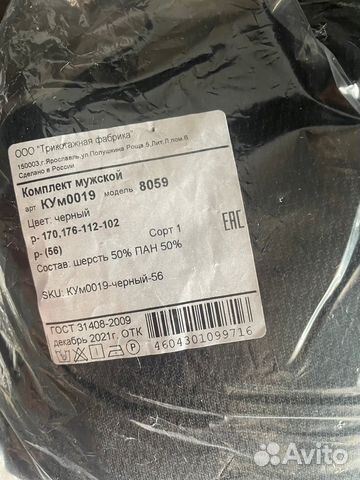 ООО "Трикотажная фабрика"
150003,г.Ярославль,ул.Полушкина Роща,5,Лит.Л,пом.8
Сделано в России
Комплект мужской
арт. КУм0019 модель 8059
Цвет: черный
р- 170,176-112-102
р- (56)
Сорт 1
Состав: шерсть 50% ПАН 50%
EAC
SKU: КУм0019-черный-56
ГОСТ 31408-2009
декабрь 2021г, ОТК
4604301099716
Avito